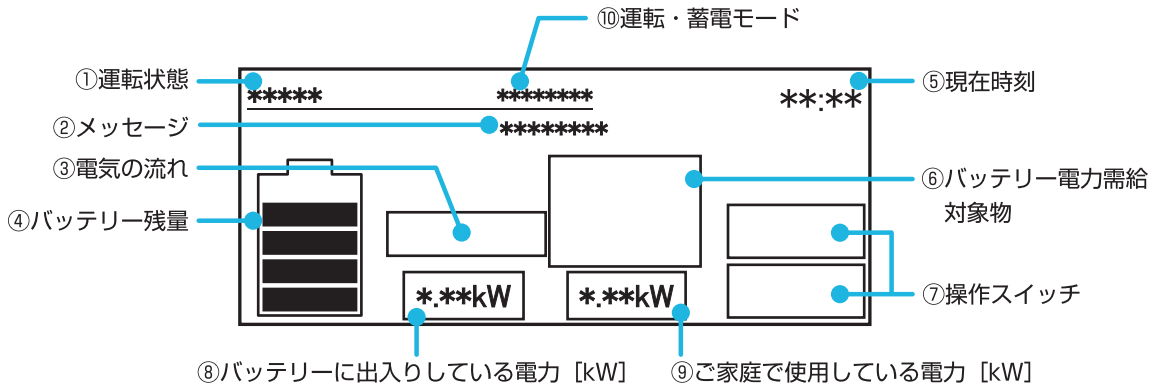 ⑩運転・蓄電モード
①運転状態
***** ******** **:**
⑤現在時刻
②メッセージ
********
③電気の流れ
④バッテリー残量
⑥バッテリー電力需給
対象物
*.**kW *.**kW
⑦操作スイッチ
⑧バッテリーに出入りしている電力［kW］ ⑨ご家庭で使用している電力［kW］